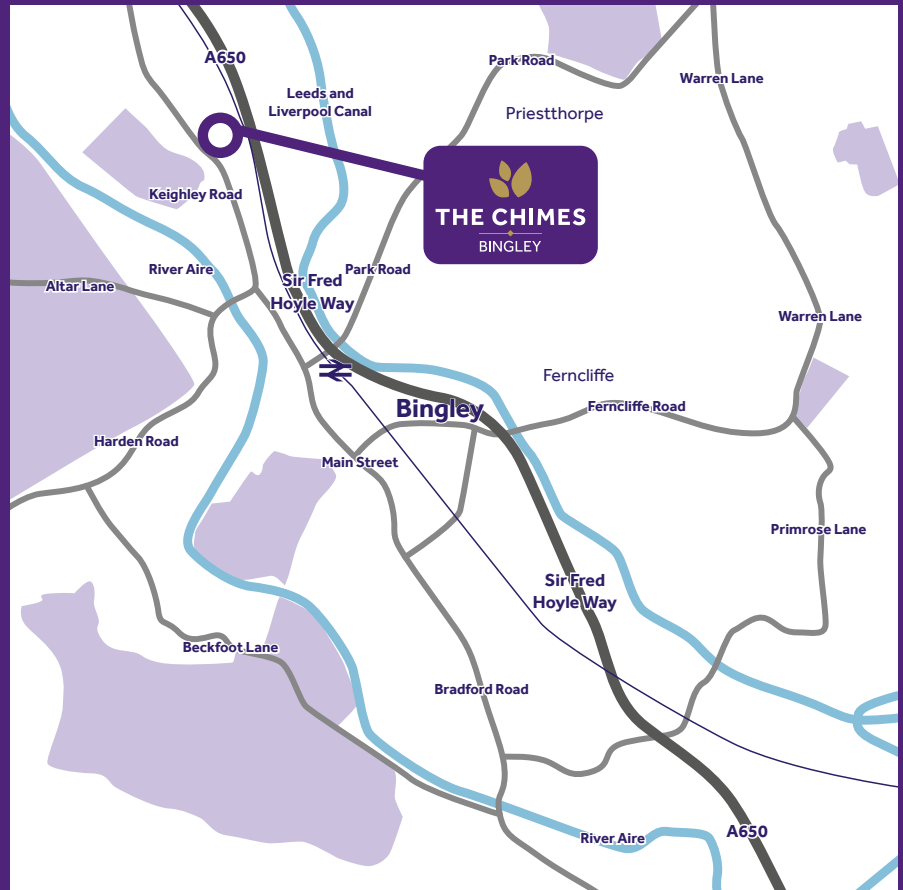 A650
Park Road
Warren Lane
Leeds and
Liverpool Canal
Priestthorpe
Keighley Road
THE CHIMES
BINGLEY
River Aire
Park Road
Altar Lane
Sir Fred
Hoyle Way
Warren Lane
Ferncliffe
Bingley
Ferncliffe Road
Harden Road
Main Street
Primrose Lane
Sir Fred
Hoyle Way
Beckfoot Lane
Bradford Road
River Aire
A650